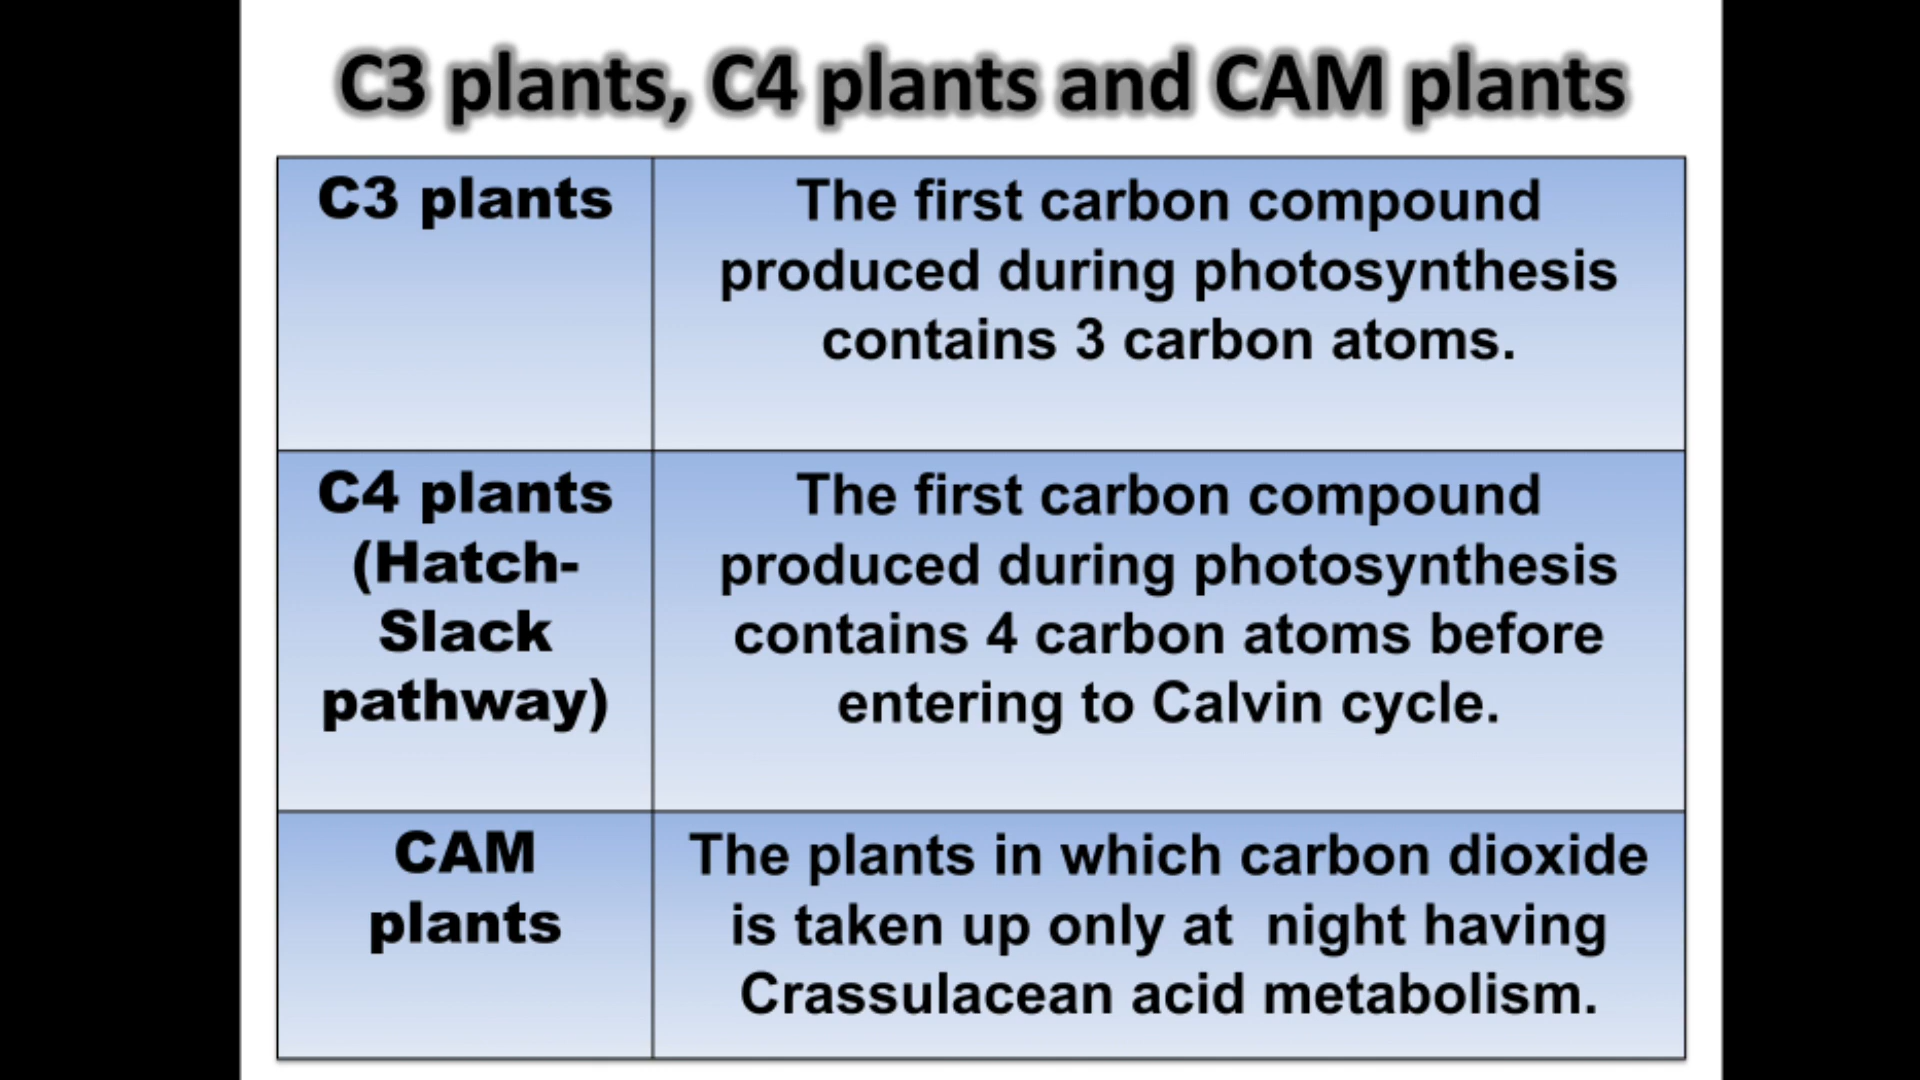 C3 plants, C4 plants and CAM plants
C3 plants
The first carbon compound
produced during photosynthesis
contains 3 carbon atoms.
C4 plants
(Hatch-
Slack
pathway)
The first carbon compound
produced during photosynthesis
contains 4 carbon atoms before
entering to Calvin cycle.
CAM
plants
The plants in which carbon dioxide
is taken up only at  night having
Crassulacean acid metabolism.